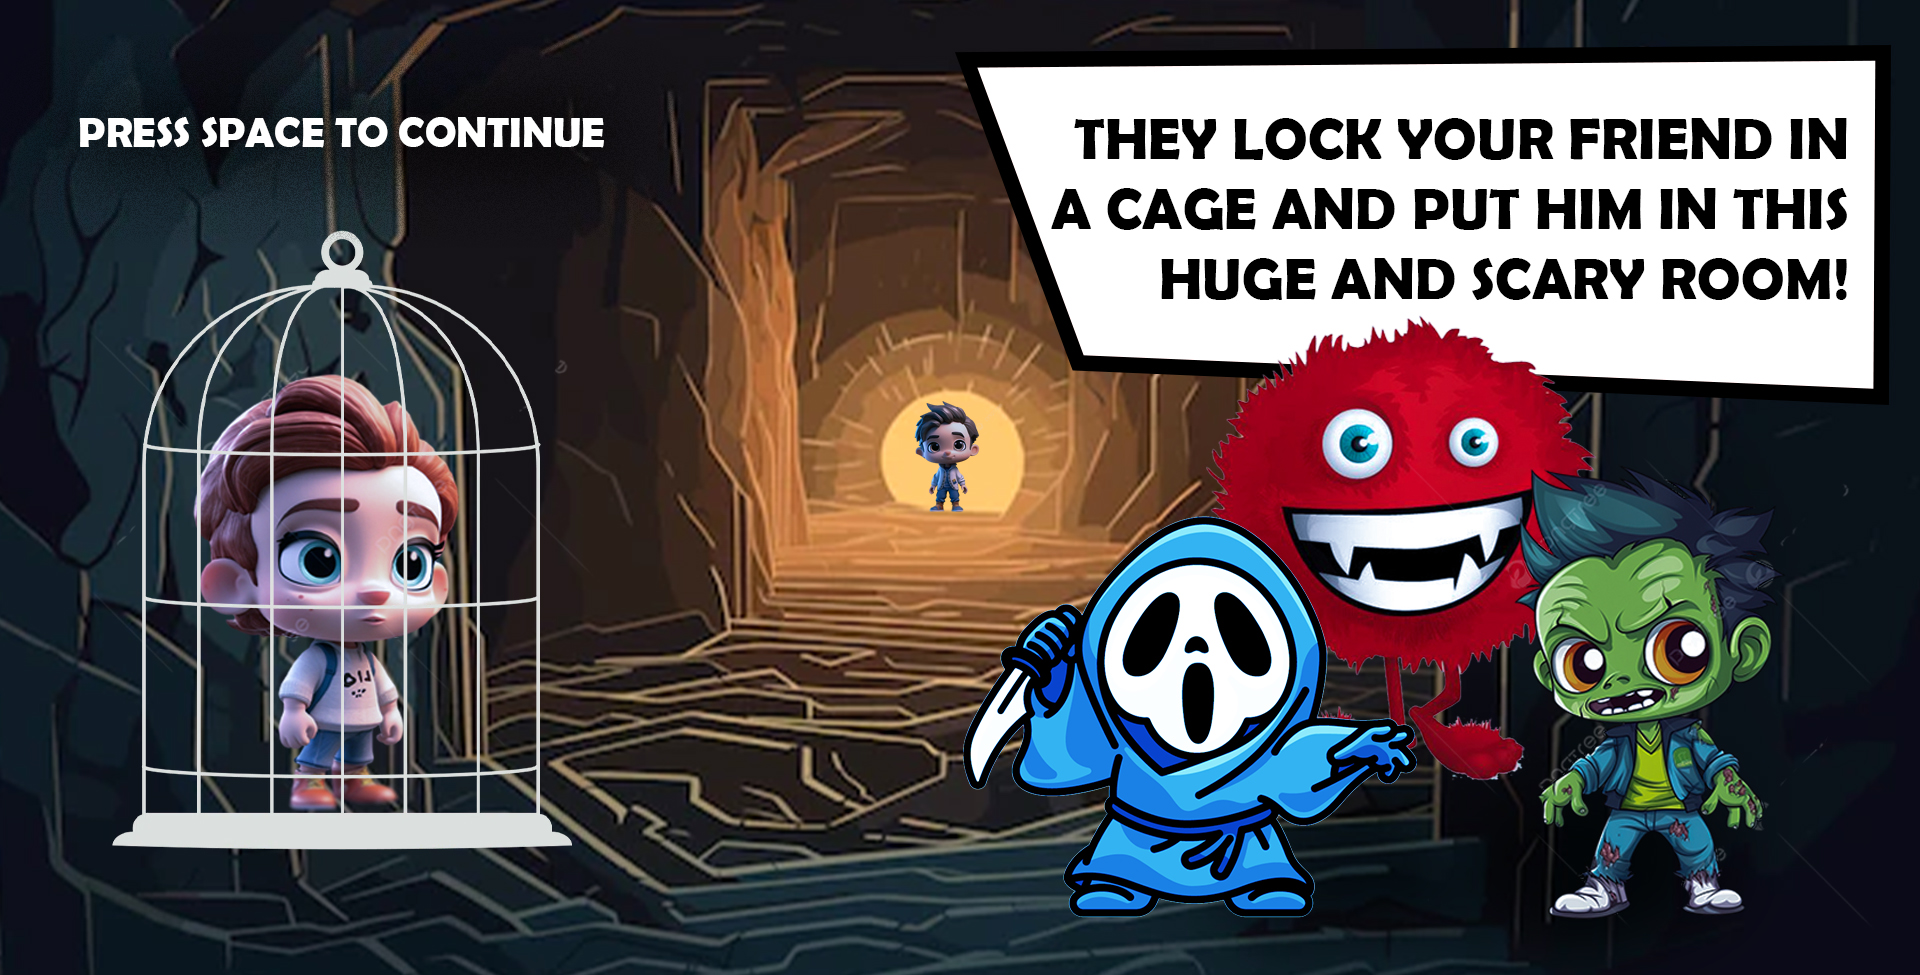 PRESS SPACE TO CONTINUE
THEY LOCK YOUR FRIEND IN
A CAGE AND PUT HIM IN THIS
HUGE AND SCARY ROOM!